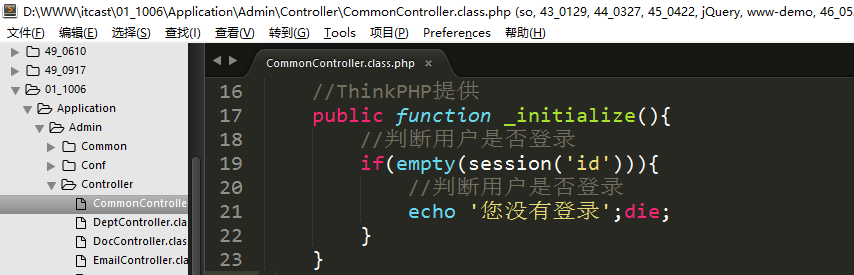 D:\WWW\itcast\01_1006\Application\Admin\Controller\CommonController.class.php (so, 43_0129, 44_0327, 45_0422, jQuery, www-demo, 46_05
文件(F) 编辑(E) 选择(S) 查找(I) 查看(V) 转到(G) Tools 项目(P) Preferences 帮助(H)
49_0610
49_0917
01_1006
Application
Admin
Common
Conf
Controller
CommonControlle
DeptController.cla
DocController.clas
EmailController.cla
CommonController.class.php ×
16 //ThinkPHP提供
17 public function _initialize(){
18 //判断用户是否登录
19 if(empty(session('id'))){
20 //判断用户是否登录
21 echo '您没有登录';die;
22 }
23 }